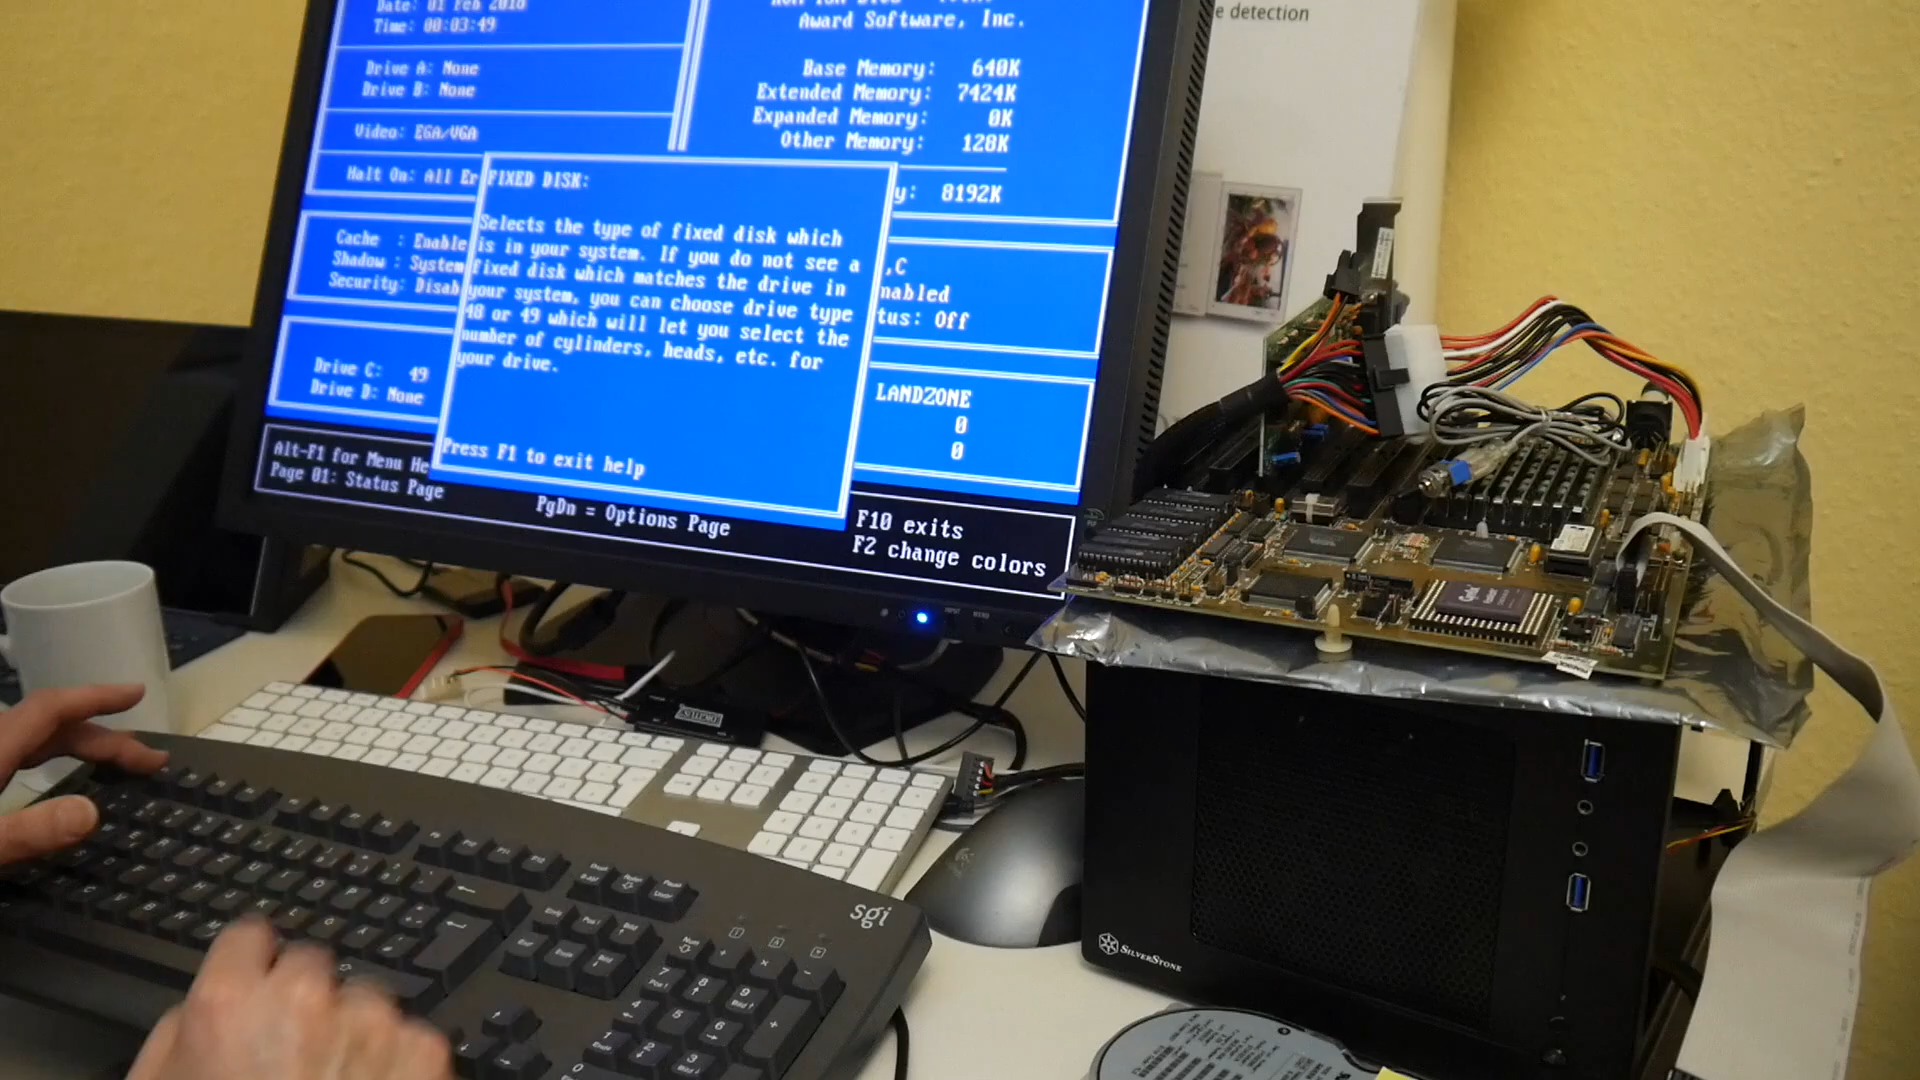 Date: 01 Feb 2018
Time: 00:03:49
Drive A: None
Drive B: None
Video: EGA/VGA
Halt On: All Er
Cache : Enable
Shadow : System
Security: Disab
Drive C: 49
Drive D: None
Alt-F1 for Menu He
Page 01: Status Page
Award Software, Inc.
Base Memory: 640K
Extended Memory: 7424K
Expanded Memory: 0K
Other Memory: 128K
y: 8192K
,C
nabled
tus: Off
LANDZONE
0
0
FIXED DISK:
Selects the type of fixed disk which
is in your system. If you do not see a
fixed disk which matches the drive in
your system, you can choose drive type
48 or 49 which will let you select the
number of cylinders, heads, etc. for
your drive.
Press F1 to exit help
PgDn = Options Page
F10 exits
F2 change colors
e detection
sgi
SILVERSTONE